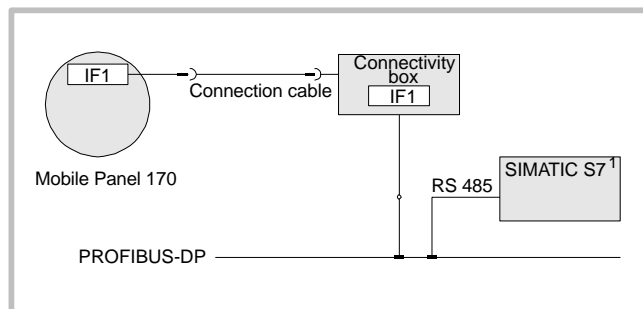 IF1
Connectivity
box
IF1
Connection cable
Mobile Panel 170
SIMATIC S7 1
RS 485
PROFIBUS-DP